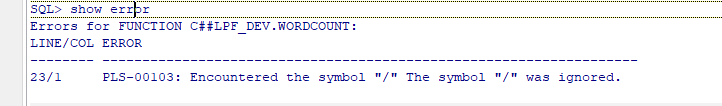 SQL> show error
Errors for FUNCTION C##LPF_DEV.WORDCOUNT:
LINE/COL ERROR
-------- -----------------------------------------------------------------
23/1     PLS-00103: Encountered the symbol "/" The symbol "/" was ignored.